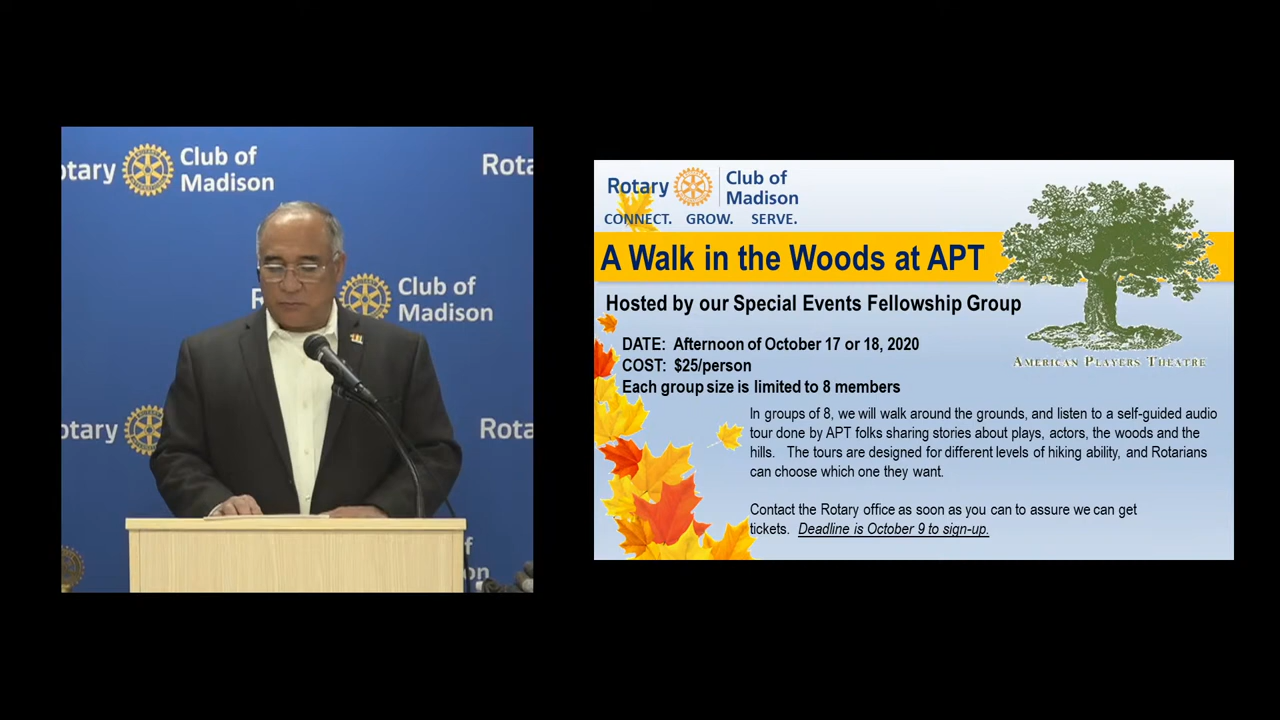 otary
Club of
Madison
Rota
R
Club of
Madison
otary
Rota
f
on
Rotary
Club of
Madison
CONNECT. GROW. SERVE.
A Walk in the Woods at APT
Hosted by our Special Events Fellowship Group
DATE: Afternoon of October 17 or 18, 2020
COST: $25/person
Each group size is limited to 8 members
AMERICAN PLAYERS THEATRE
In groups of 8, we will walk around the grounds, and listen to a self-guided audio
tour done by APT folks sharing stories about plays, actors, the woods and the
hills. The tours are designed for different levels of hiking ability, and Rotarians
can choose which one they want.
Contact the Rotary office as soon as you can to assure we can get
tickets. Deadline is October 9 to sign-up.